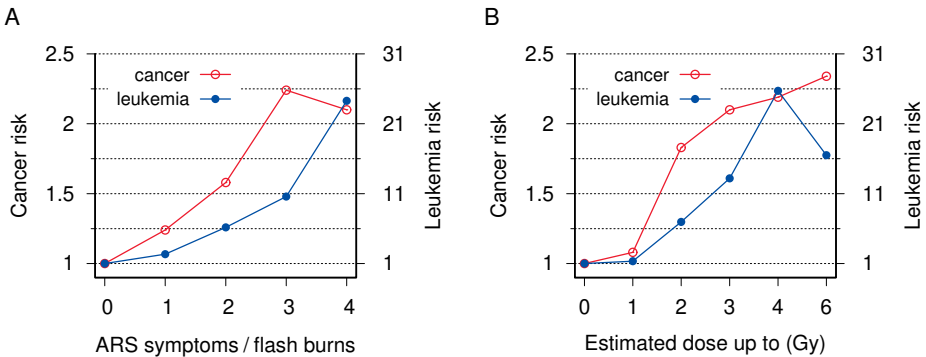 A
2.5
2
1.5
1
Cancer risk
cancer
leukemia
31
21
11
1
Leukemia risk
0 1 2 3 4
ARS symptoms / flash burns
B
2.5
2
1.5
1
Cancer risk
cancer
leukemia
31
21
11
1
Leukemia risk
0 1 2 3 4 6
Estimated dose up to (Gy)